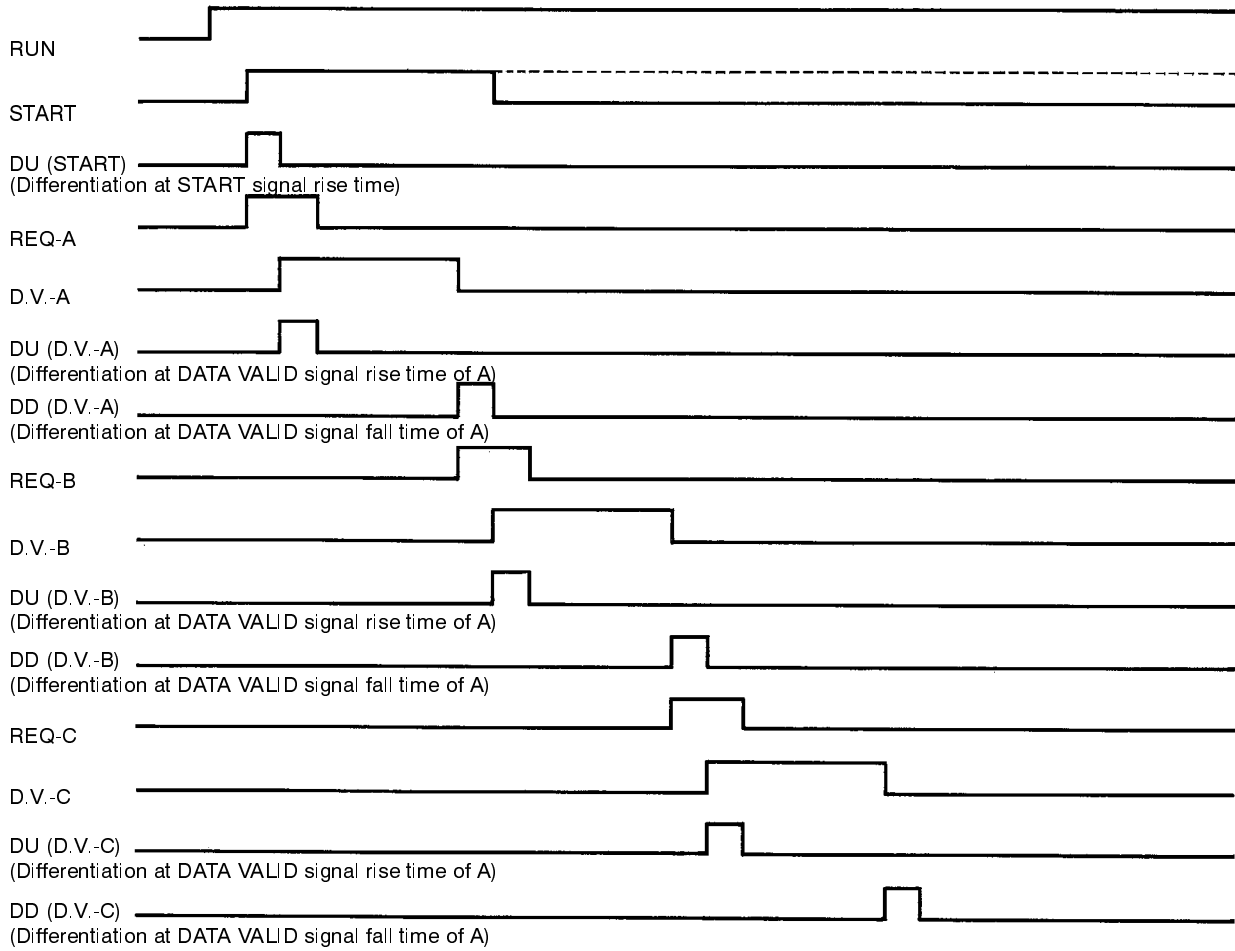 RUN
START
DU (START)
(Differentiation at START signal rise time)
REQ-A
D.V.-A
DU (D.V.-A)
(Differentiation at DATA VALID signal rise time of A)
DD (D.V.-A)
(Differentiation at DATA VALID signal fall time of A)
REQ-B
D.V.-B
DU (D.V.-B)
(Differentiation at DATA VALID signal rise time of A)
DD (D.V.-B)
(Differentiation at DATA VALID signal fall time of A)
REQ-C
D.V.-C
DU (D.V.-C)
(Differentiation at DATA VALID signal rise time of A)
DD (D.V.-C)
(Differentiation at DATA VALID signal fall time of A)